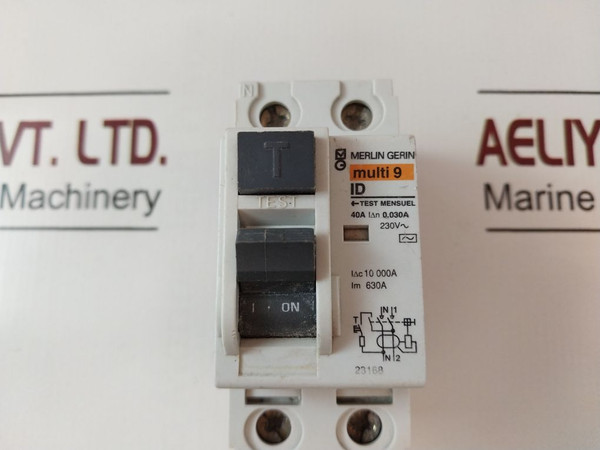 VT. LTD.
Machinery
AELIY
Marine
N
T
TEST
I · ON
MERLIN GERIN
multi 9
ID
←TEST MENSUEL
40A IΔn 0,030A
230V~
IΔc 10 000A
Im 630A
N 1
T
N 2
23168